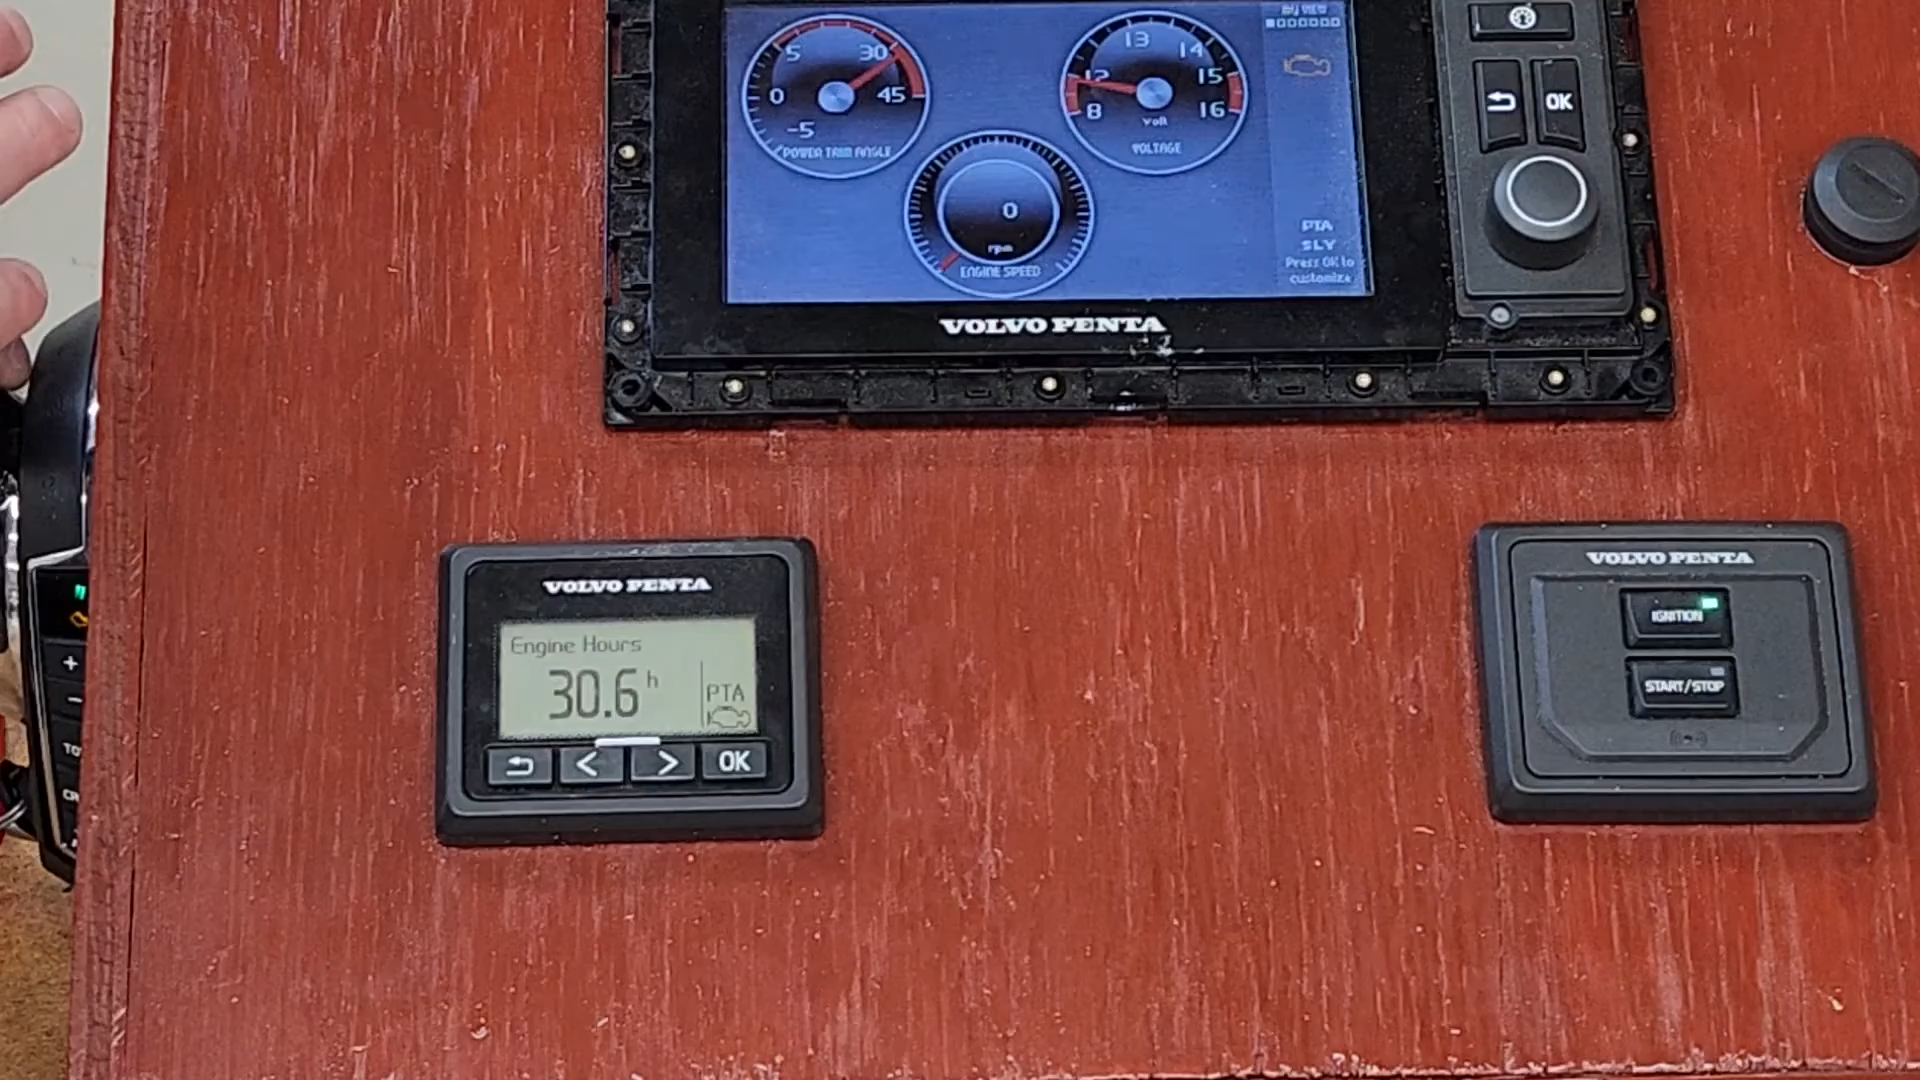 MY VIEW
5 30
0 45
-5
POWER TRIM ANGLE
13 14
12 15
8 16
volt
VOLTAGE
0
rpm
ENGINE SPEED
PTA
SLY
Press OK to
customize
OK
VOLVO PENTA
VOLVO PENTA
Engine Hours
30.6 h
PTA
< > OK
VOLVO PENTA
IGNITION
START/STOP
+
-